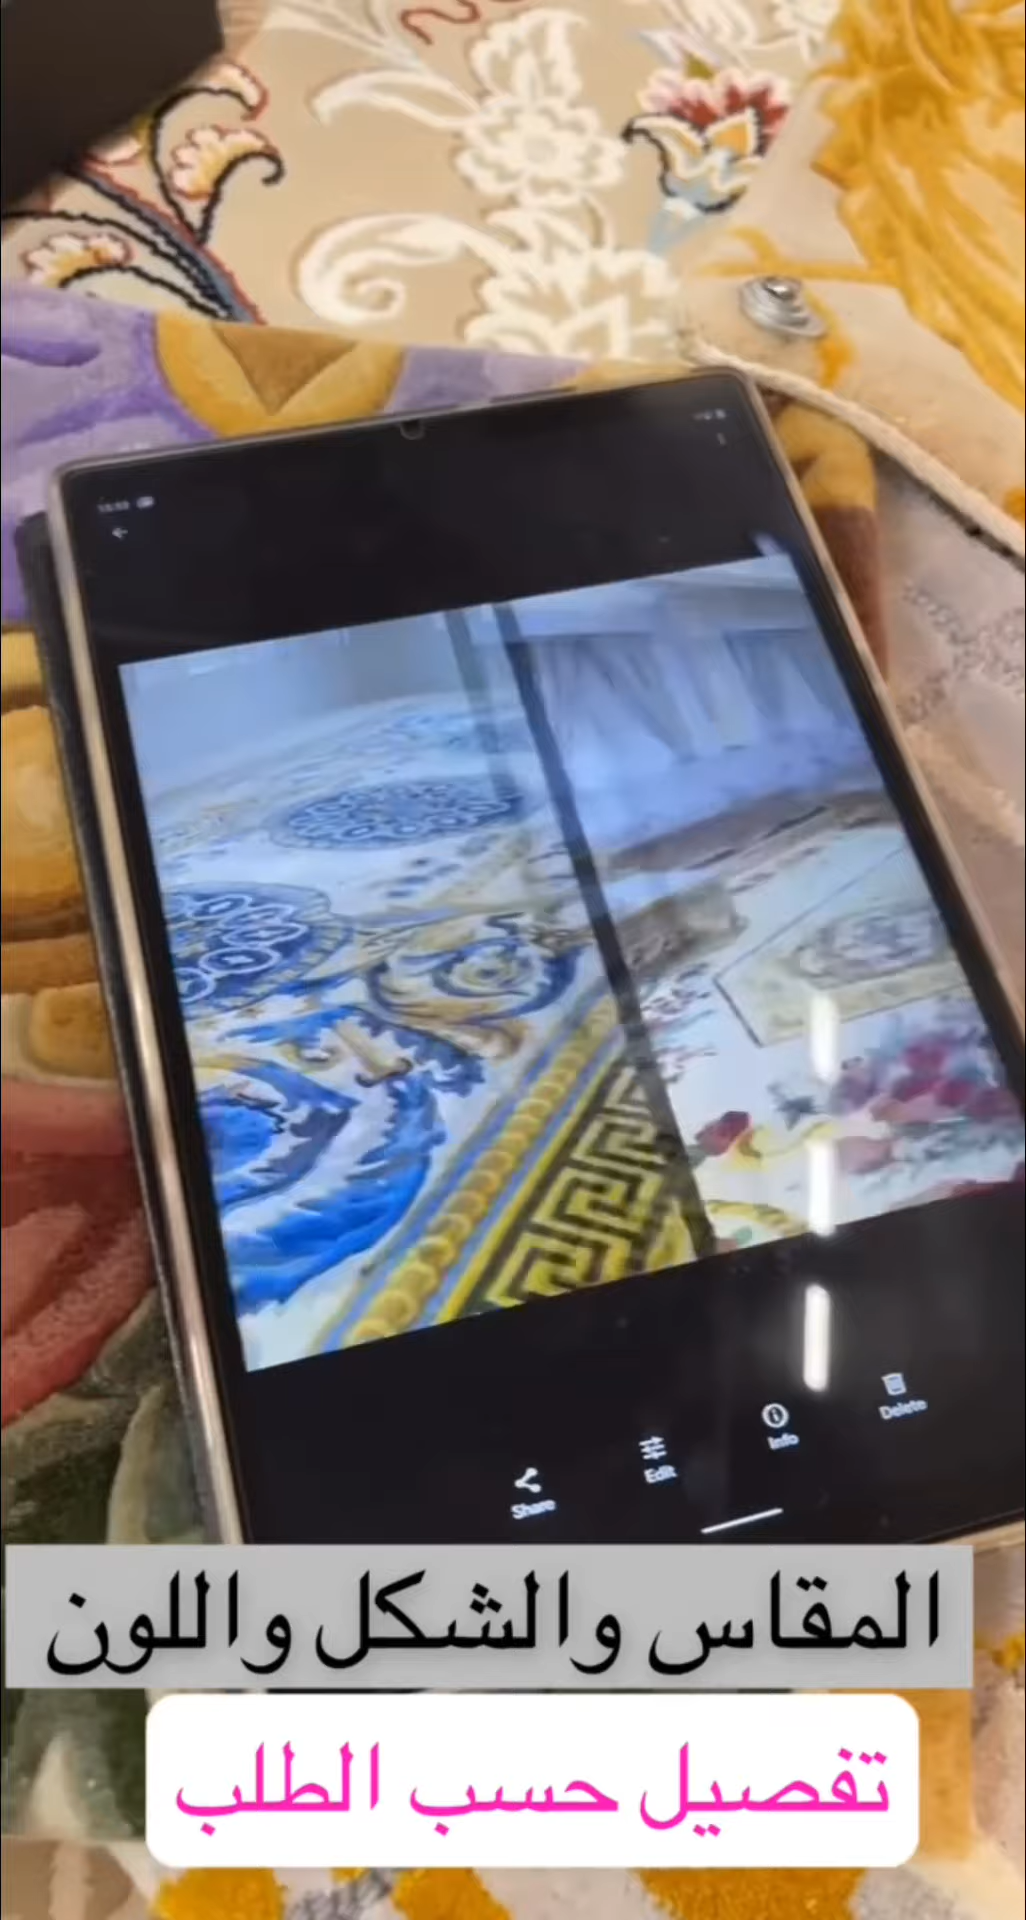 Share
Edit
Info
Delete
المقاس والشكل واللون
تفصيل حسب الطلب